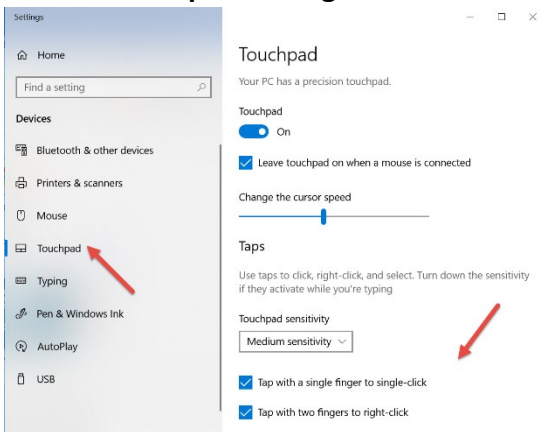 Settings
Home
Find a setting
Devices
Bluetooth & other devices
Printers & scanners
Mouse
Touchpad
Typing
Pen & Windows Ink
AutoPlay
USB
Touchpad
Your PC has a precision touchpad.
Touchpad
On
Leave touchpad on when a mouse is connected
Change the cursor speed
Taps
Use taps to click, right-click, and select. Turn down the sensitivity
if they activate while you're typing
Touchpad sensitivity
Medium sensitivity
Tap with a single finger to single-click
Tap with two fingers to right-click